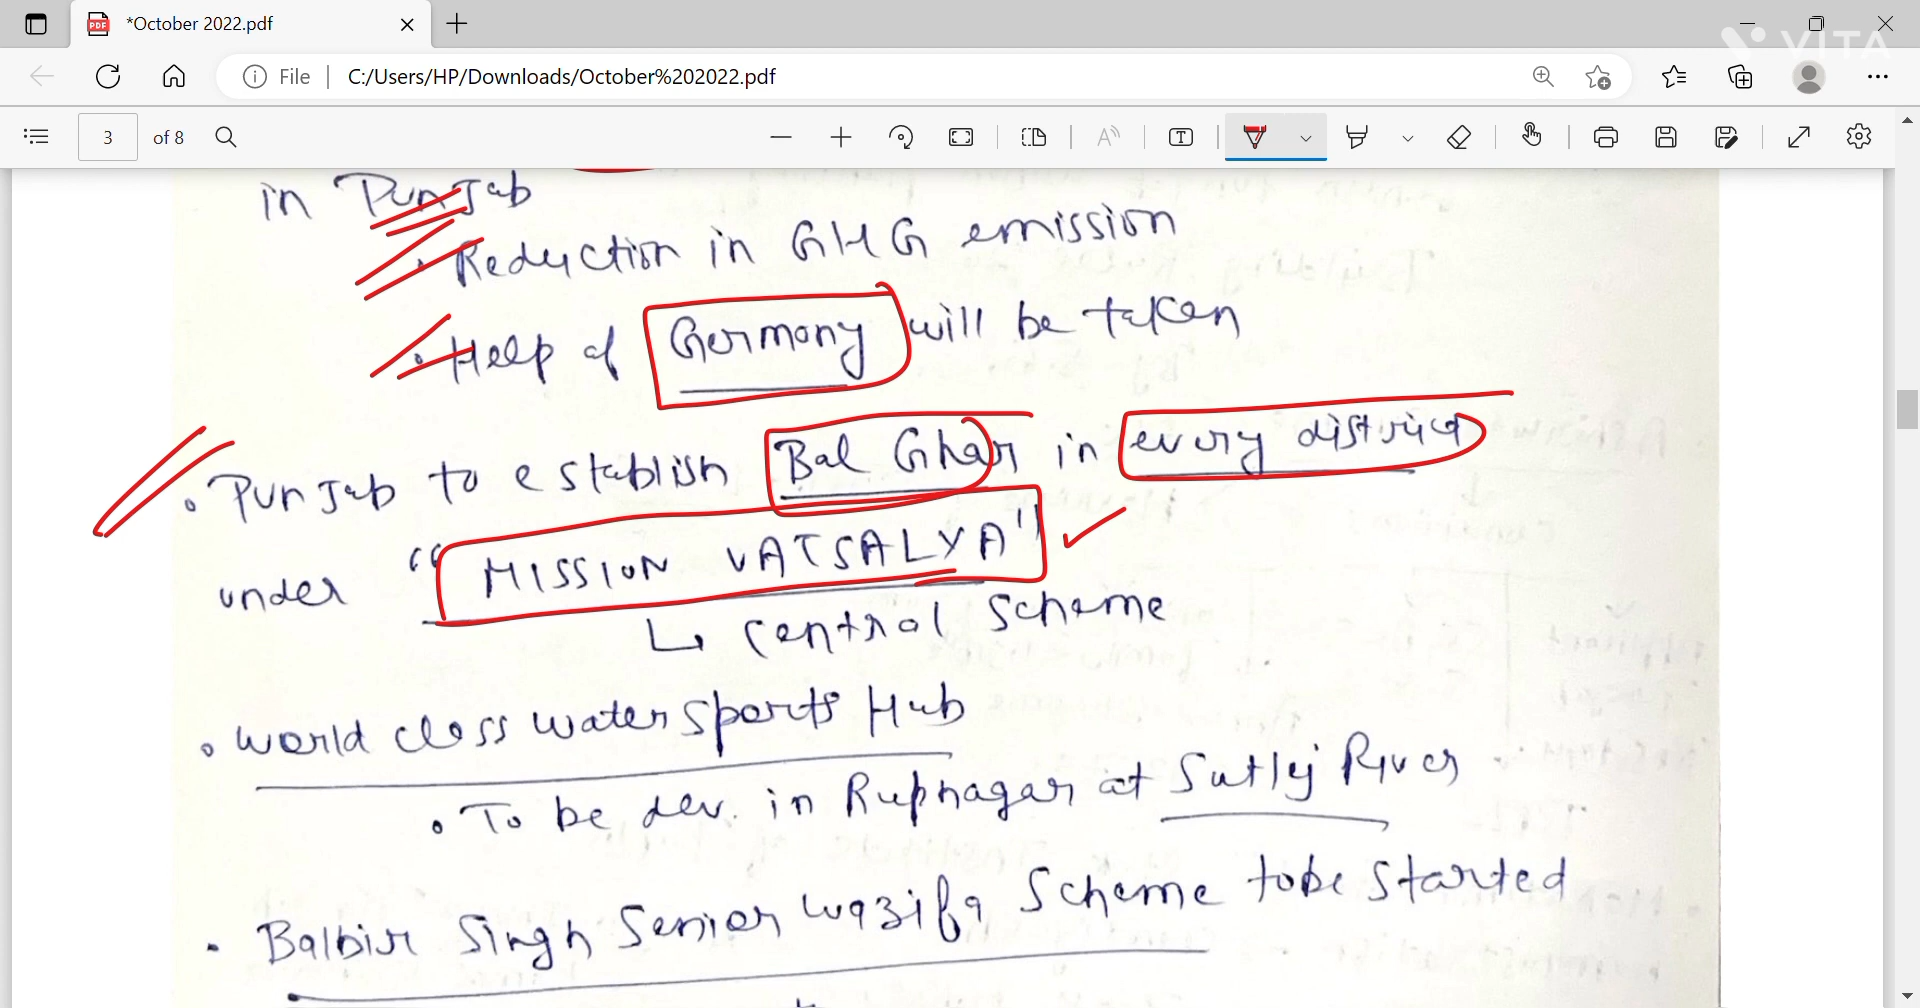 *October 2022.pdf
VITA
File
C:/Users/HP/Downloads/October%202022.pdf
3 of 8
in Punjab
• Reduction in GHG emission
• Help of Germany will be taken
• Punjab to establish Bal Ghar in every district
under "MISSION VATSALYA"
↳ central scheme
• World class water sports Hub
• To be dev. in Rupnagar at Sutlej River
• Balbir Singh Senior wazifa Scheme to be started